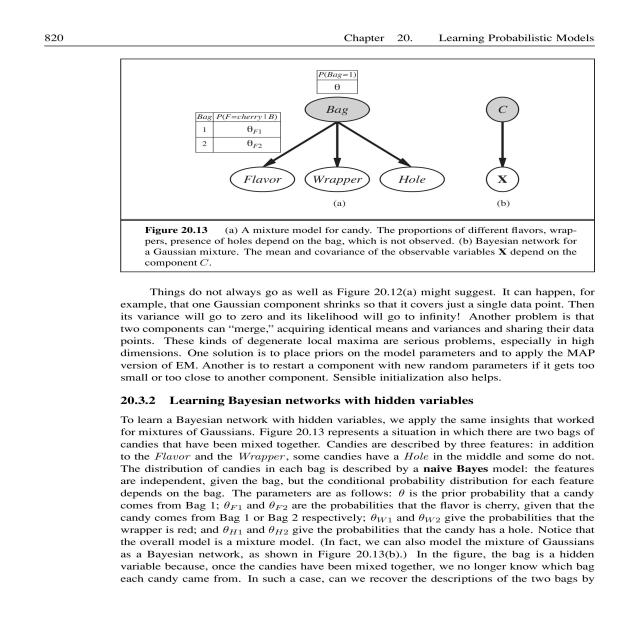 820 Chapter 20. Learning Probabilistic Models
P(Bag=1)
θ
Bag
C
Bag P(F=cherry | B)
1 θF1
2 θF2
Flavor Wrapper Hole X
(a) (b)
Figure 20.13 (a) A mixture model for candy. The proportions of different flavors, wrap-
pers, presence of holes depend on the bag, which is not observed. (b) Bayesian network for
a Gaussian mixture. The mean and covariance of the observable variables X depend on the
component C.
Things do not always go as well as Figure 20.12(a) might suggest. It can happen, for
example, that one Gaussian component shrinks so that it covers just a single data point. Then
its variance will go to zero and its likelihood will go to infinity! Another problem is that
two components can “merge,” acquiring identical means and variances and sharing their data
points. These kinds of degenerate local maxima are serious problems, especially in high
dimensions. One solution is to place priors on the model parameters and to apply the MAP
version of EM. Another is to restart a component with new random parameters if it gets too
small or too close to another component. Sensible initialization also helps.
20.3.2 Learning Bayesian networks with hidden variables
To learn a Bayesian network with hidden variables, we apply the same insights that worked
for mixtures of Gaussians. Figure 20.13 represents a situation in which there are two bags of
candies that have been mixed together. Candies are described by three features: in addition
to the Flavor and the Wrapper, some candies have a Hole in the middle and some do not.
The distribution of candies in each bag is described by a naive Bayes model: the features
are independent, given the bag, but the conditional probability distribution for each feature
depends on the bag. The parameters are as follows: θ is the prior probability that a candy
comes from Bag 1; θF1 and θF2 are the probabilities that the flavor is cherry, given that the
candy comes from Bag 1 or Bag 2 respectively; θW1 and θW2 give the probabilities that the
wrapper is red; and θH1 and θH2 give the probabilities that the candy has a hole. Notice that
the overall model is a mixture model. (In fact, we can also model the mixture of Gaussians
as a Bayesian network, as shown in Figure 20.13(b).) In the figure, the bag is a hidden
variable because, once the candies have been mixed together, we no longer know which bag
each candy came from. In such a case, can we recover the descriptions of the two bags by